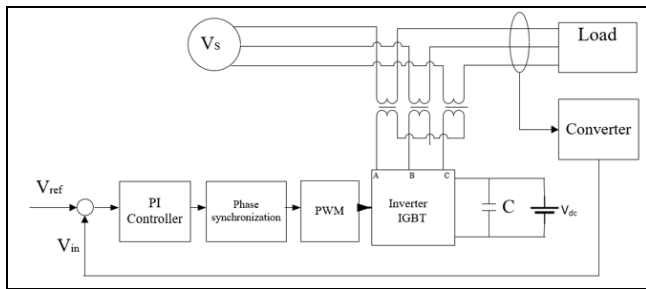 Vs
Load
Converter
A B C
Vref
PI
Controller
Phase
synchronization
PWM
Inverter
IGBT
C
Vdc
Vin